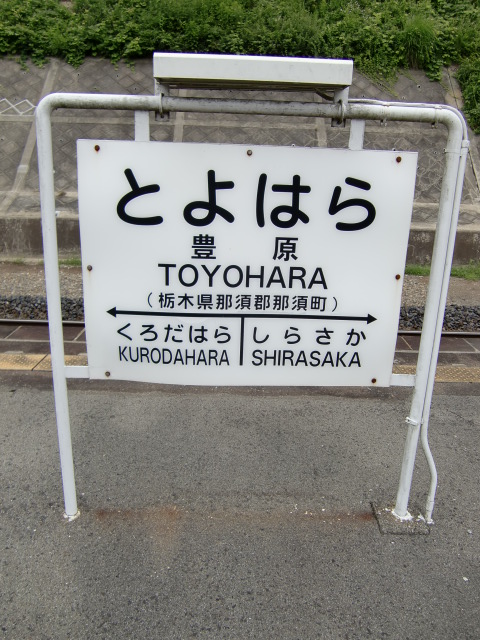 とよはら
豊原
TOYOHARA
（栃木県那須郡那須町）
くろだはら しらさか
KURODAHARA SHIRASAKA